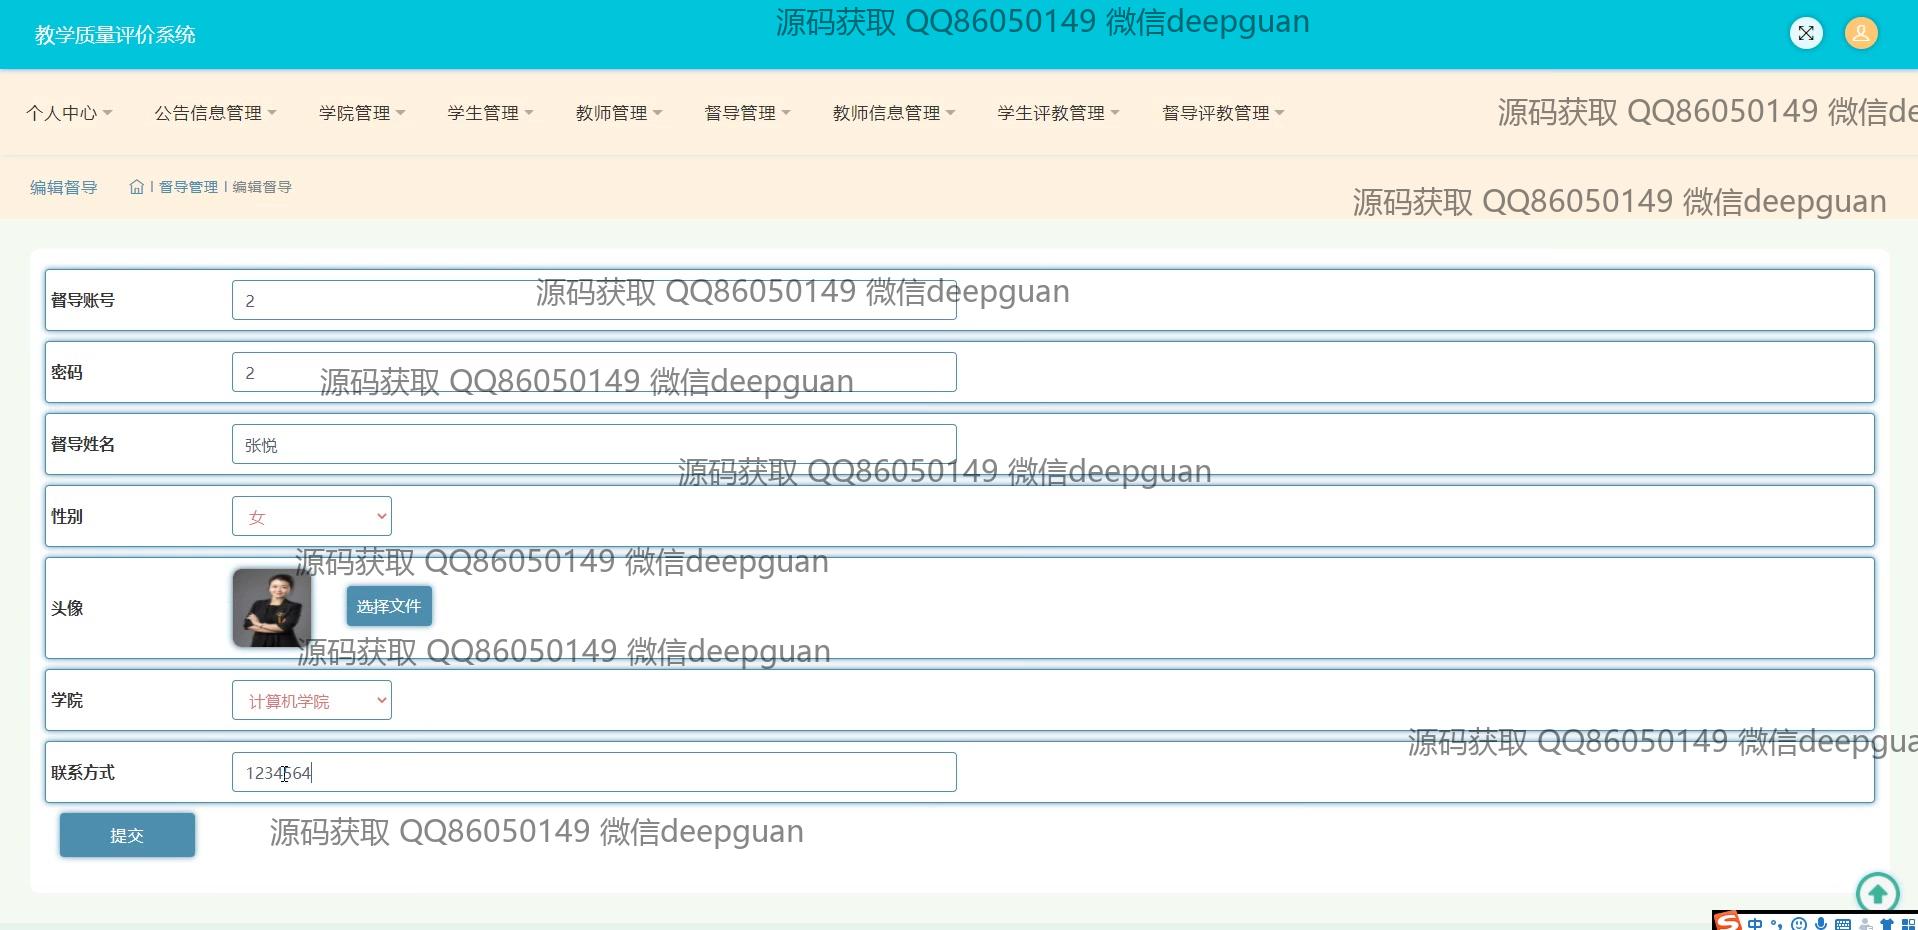 教学质量评价系统
源码获取 QQ86050149 微信deepguan
个人中心 公告信息管理 学院管理 学生管理 教师管理 督导管理 教师信息管理 学生评教管理 督导评教管理
源码获取 QQ86050149 微信de
编辑督导 | 督导管理 | 编辑督导
源码获取 QQ86050149 微信deepguan
督导账号 2
源码获取 QQ86050149 微信deepguan
密码 2
源码获取 QQ86050149 微信deepguan
督导姓名 张悦
源码获取 QQ86050149 微信deepguan
性别 女
源码获取 QQ86050149 微信deepguan
头像 选择文件
源码获取 QQ86050149 微信deepguan
学院 计算机学院
源码获取 QQ86050149 微信deepgua
联系方式 1234564
提交
源码获取 QQ86050149 微信deepguan
中